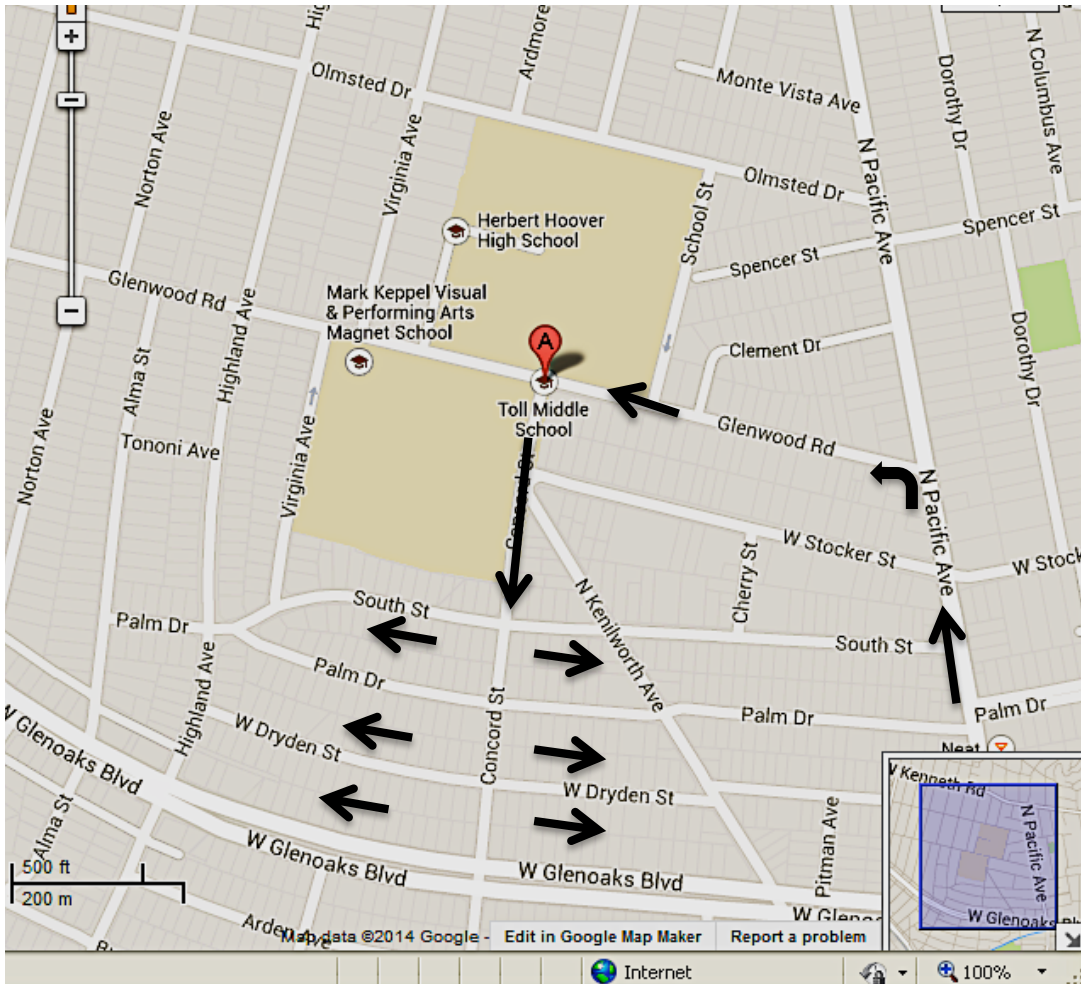 Olmsted Dr
Ardmore
Monte Vista Ave
Dorothy Dr
N Columbus Ave
Norton Ave
Virginia Ave
N Pacific Ave
Olmsted Dr
School St
Spencer St
Spencer St
Herbert Hoover
High School
Glenwood Rd
Highland Ave
Mark Keppel Visual
& Performing Arts
Magnet School
A
Clement Dr
Dorothy Dr
Alma St
Toll Middle
School
Glenwood Rd
Tononi Ave
Norton Ave
Virginia Ave
Concord St
N Pacific Ave
W Stocker St
W Stock
Cherry St
N Kenilworth Ave
South St
Palm Dr
South St
Palm Dr
Highland Ave
Palm Dr
Palm Dr
Concord St
W Dryden St
W Glenoaks Blvd
W Dryden St
Neat
W Kenneth Rd
N Pacific Ave
W Glenoaks
Alma St
Pitman Ave
W Glenoaks Blvd
W Glenoaks Blvd
500 ft
200 m
W Gleno
Arden Ave
Map data ©2014 Google -
Edit in Google Map Maker
Report a problem
Internet
100%